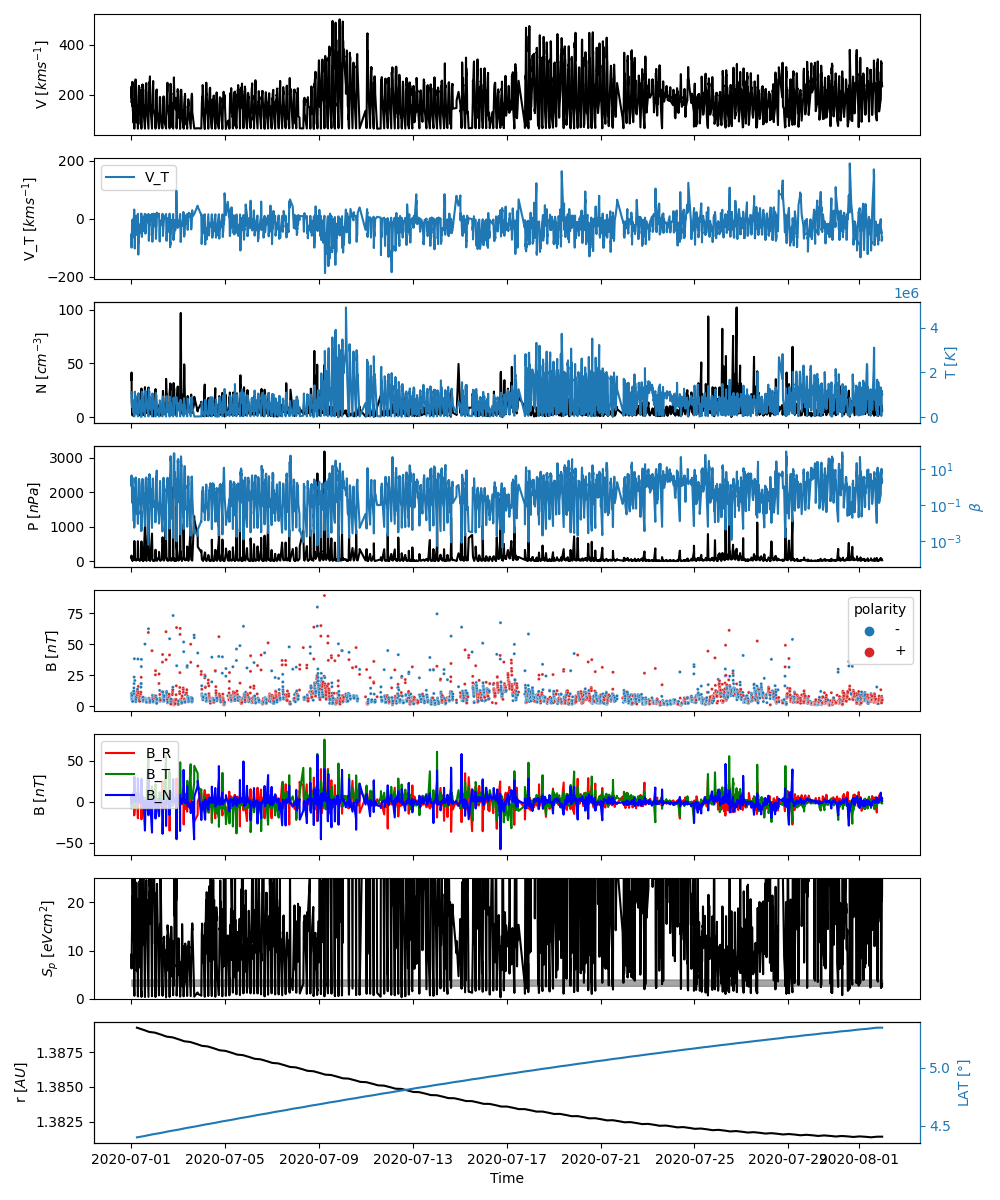 V [kms⁻¹]
400
200
V_T [kms⁻¹]
200
0
−200
V_T
1e6
N [cm⁻³]
100
50
0
4
2
0
T [K]
P [nPa]
3000
2000
1000
0
10¹
10⁻¹
10⁻³
β
B [nT]
75
50
25
0
polarity
-
+
B [nT]
50
0
−50
B_R
B_T
B_N
S_p [eVcm²]
20
10
0
r [AU]
1.3875
1.3850
1.3825
5.0
4.5
LAT [°]
2020-07-01 2020-07-05 2020-07-09 2020-07-13 2020-07-17 2020-07-21 2020-07-25 2020-07-29 2020-08-01
Time